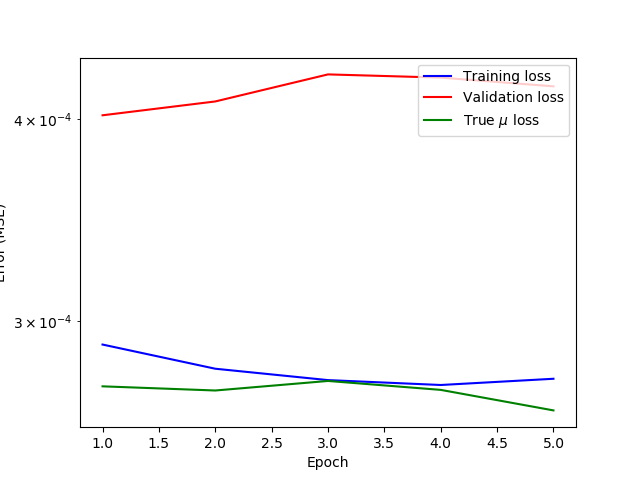 Training loss
Validation loss
True μ loss
4 × 10⁻⁴
3 × 10⁻⁴
Error (MSE)
1.0 1.5 2.0 2.5 3.0 3.5 4.0 4.5 5.0
Epoch